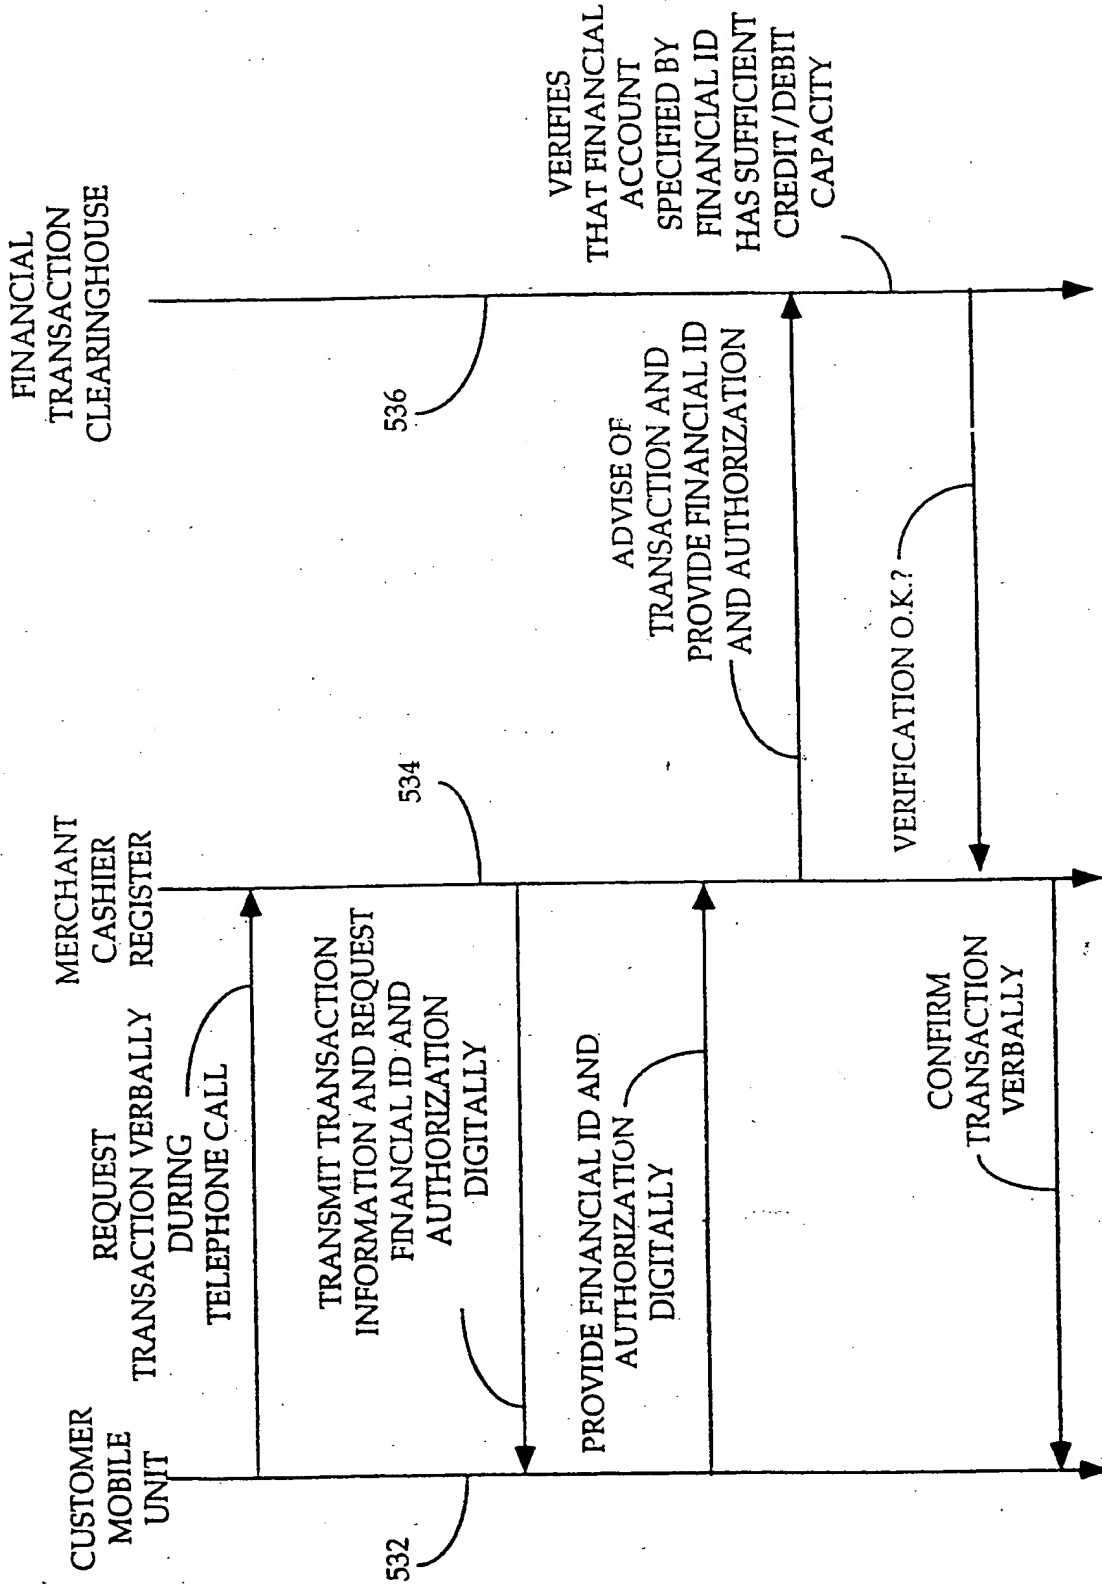 CUSTOMER
MOBILE
UNIT
MERCHANT
CASHIER
REGISTER
FINANCIAL
TRANSACTION
CLEARINGHOUSE
REQUEST
TRANSACTION VERBALLY
DURING
TELEPHONE CALL
532
534
536
TRANSMIT TRANSACTION
INFORMATION AND REQUEST
FINANCIAL ID AND
AUTHORIZATION
DIGITALLY
PROVIDE FINANCIAL ID AND
AUTHORIZATION
DIGITALLY
ADVISE OF
TRANSACTION AND
PROVIDE FINANCIAL ID
AND AUTHORIZATION
VERIFIES
THAT FINANCIAL
ACCOUNT
SPECIFIED BY
FINANCIAL ID
HAS SUFFICIENT
CREDIT/DEBIT
CAPACITY
VERIFICATION O.K.?
CONFIRM
TRANSACTION
VERBALLY